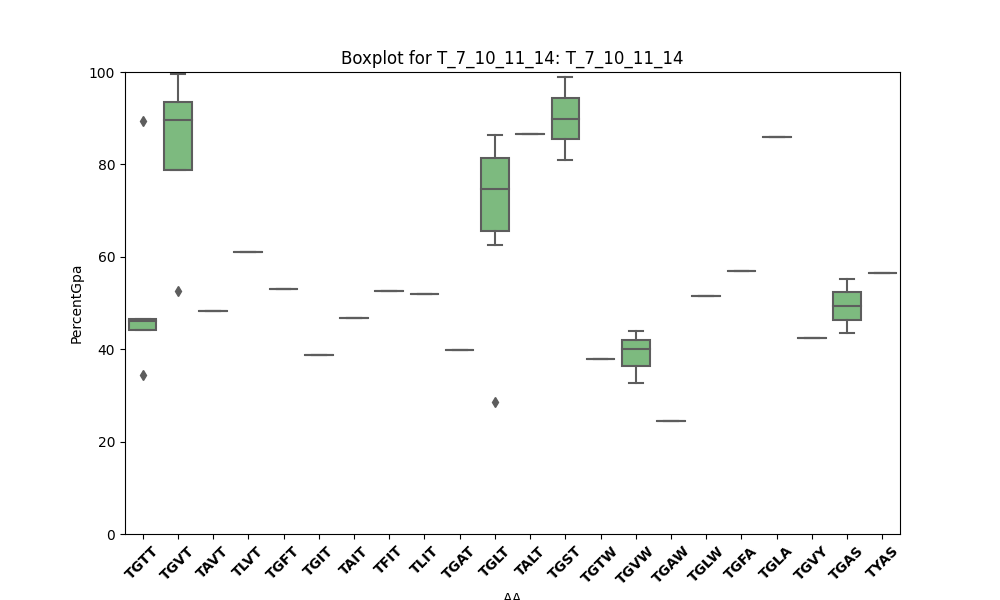 Boxplot for T_7_10_11_14: T_7_10_11_14
100
80
60
40
20
0
PercentGpa
TGTT
TGVT
TAVT
TLVT
TGFT
TGIT
TAIT
TFIT
TLIT
TGAT
TGLT
TALT
TGST
TGTW
TGVW
TGAW
TGLW
TGFA
TGLA
TGVY
TGAS
TYAS
AA